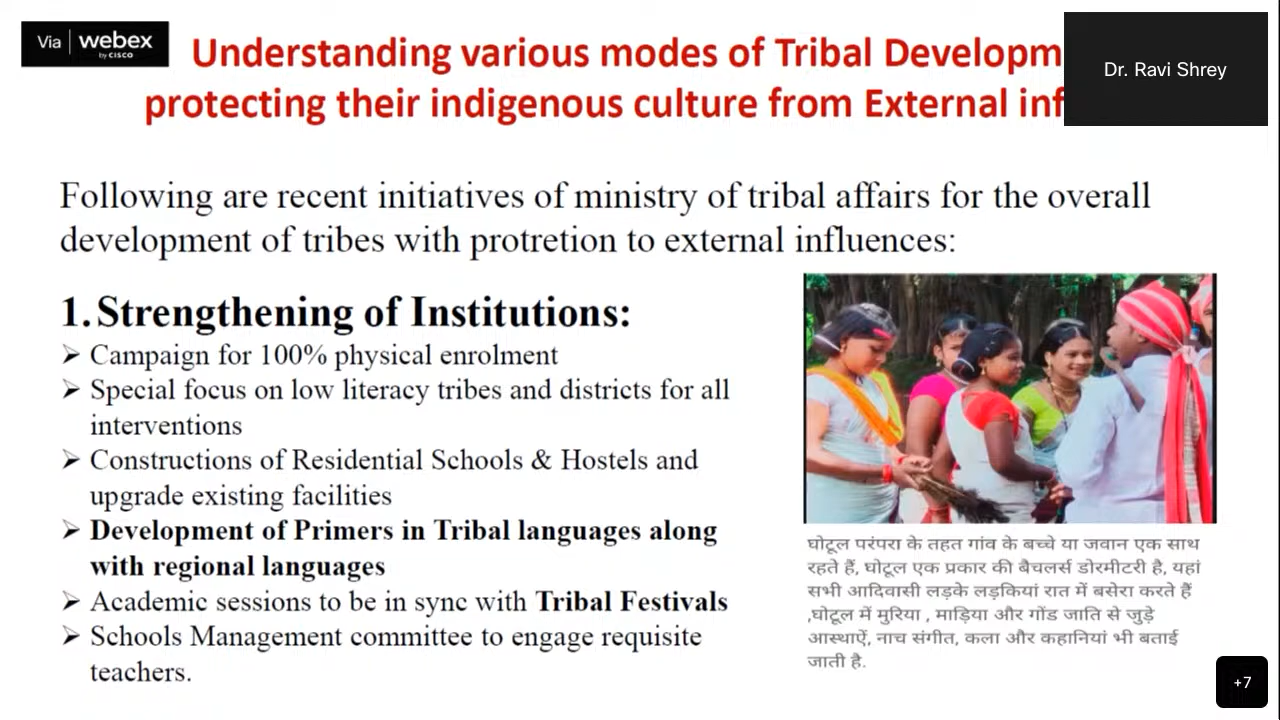 Via webex
by CISCO
Understanding various modes of Tribal Developm
protecting their indigenous culture from External inf
Dr. Ravi Shrey
Following are recent initiatives of ministry of tribal affairs for the overall
development of tribes with protretion to external influences:
1. Strengthening of Institutions:
➢ Campaign for 100% physical enrolment
➢ Special focus on low literacy tribes and districts for all
interventions
➢ Constructions of Residential Schools & Hostels and
upgrade existing facilities
➢ Development of Primers in Tribal languages along
with regional languages
➢ Academic sessions to be in sync with Tribal Festivals
➢ Schools Management committee to engage requisite
teachers.
घोटूल परंपरा के तहत गांव के बच्चे या जवान एक साथ
रहते हैं, घोटूल एक प्रकार की बैचलर्स डोरमीटरी है, यहां
सभी आदिवासी लड़के लड़कियां रात में बसेरा करते हैं
,घोटूल में मुरिया , माड़िया और गोंड जाति से जुड़े
आस्थाऐं, नाच संगीत, कला और कहानियां भी बताई
जाती है.
+7